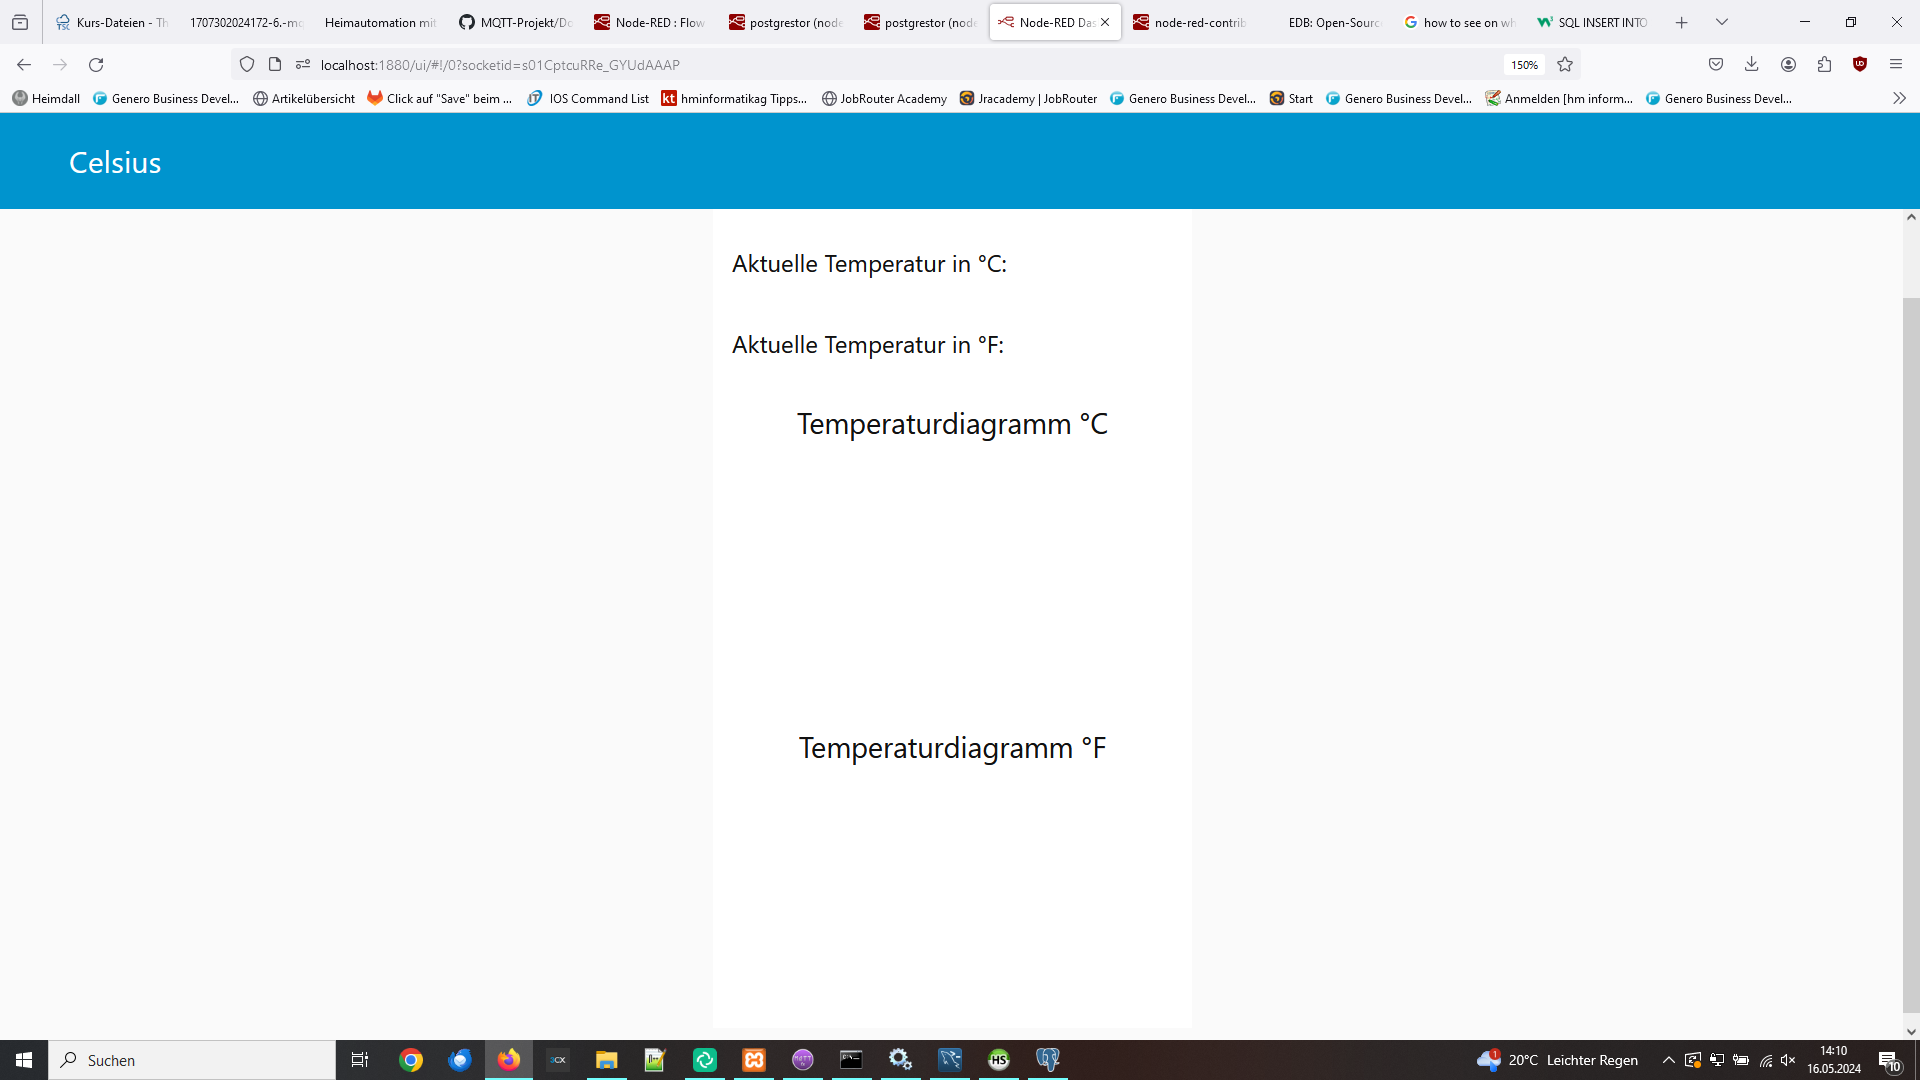 Kurs-Dateien - Th
1707302024172-6.-mq
Heimautomation mit
MQTT-Projekt/Do
Node-RED : Flow
postgrestor (node
postgrestor (node
Node-RED Das
node-red-contrib
EDB: Open-Source
how to see on wh
SQL INSERT INTO
localhost:1880/ui/#!/0?socketid=s01CptcuRRe_GYUdAAAP
150%
Heimdall
Genero Business Devel...
Artikelübersicht
Click auf "Save" beim ...
IOS Command List
hminformatikag Tipps...
JobRouter Academy
Jracademy | JobRouter
Genero Business Devel...
Start
Genero Business Devel...
Anmelden [hm inform...
Genero Business Devel...
Celsius
Aktuelle Temperatur in °C:
Aktuelle Temperatur in °F:
Temperaturdiagramm °C
Temperaturdiagramm °F
Suchen
3CX
HS
20°C Leichter Regen
14:10
16.05.2024
10